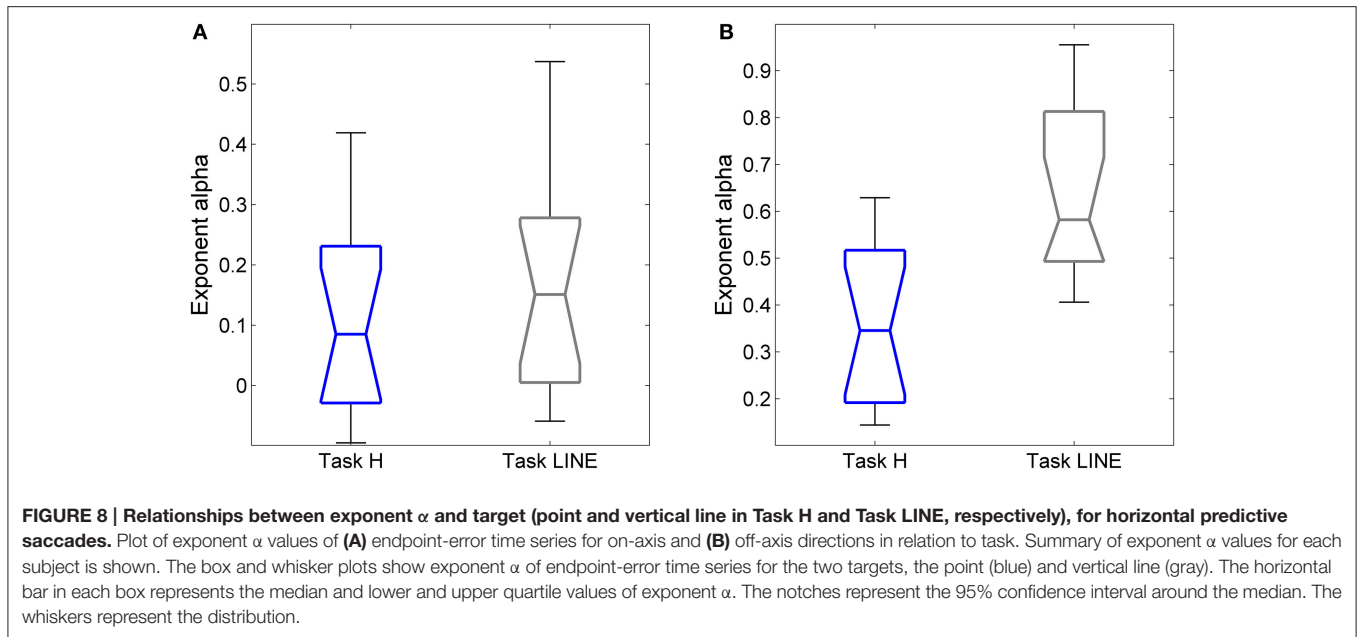 A
B
0.5
0.4
0.3
0.2
0.1
0
Exponent alpha
Task H
Task LINE
0.9
0.8
0.7
0.6
0.5
0.4
0.3
0.2
Exponent alpha
Task H
Task LINE
FIGURE 8 | Relationships between exponent α and target (point and vertical line in Task H and Task LINE, respectively), for horizontal predictive
saccades. Plot of exponent α values of (A) endpoint-error time series for on-axis and (B) off-axis directions in relation to task. Summary of exponent α values for each
subject is shown. The box and whisker plots show exponent α of endpoint-error time series for the two targets, the point (blue) and vertical line (gray). The horizontal
bar in each box represents the median and lower and upper quartile values of exponent α. The notches represent the 95% confidence interval around the median. The
whiskers represent the distribution.